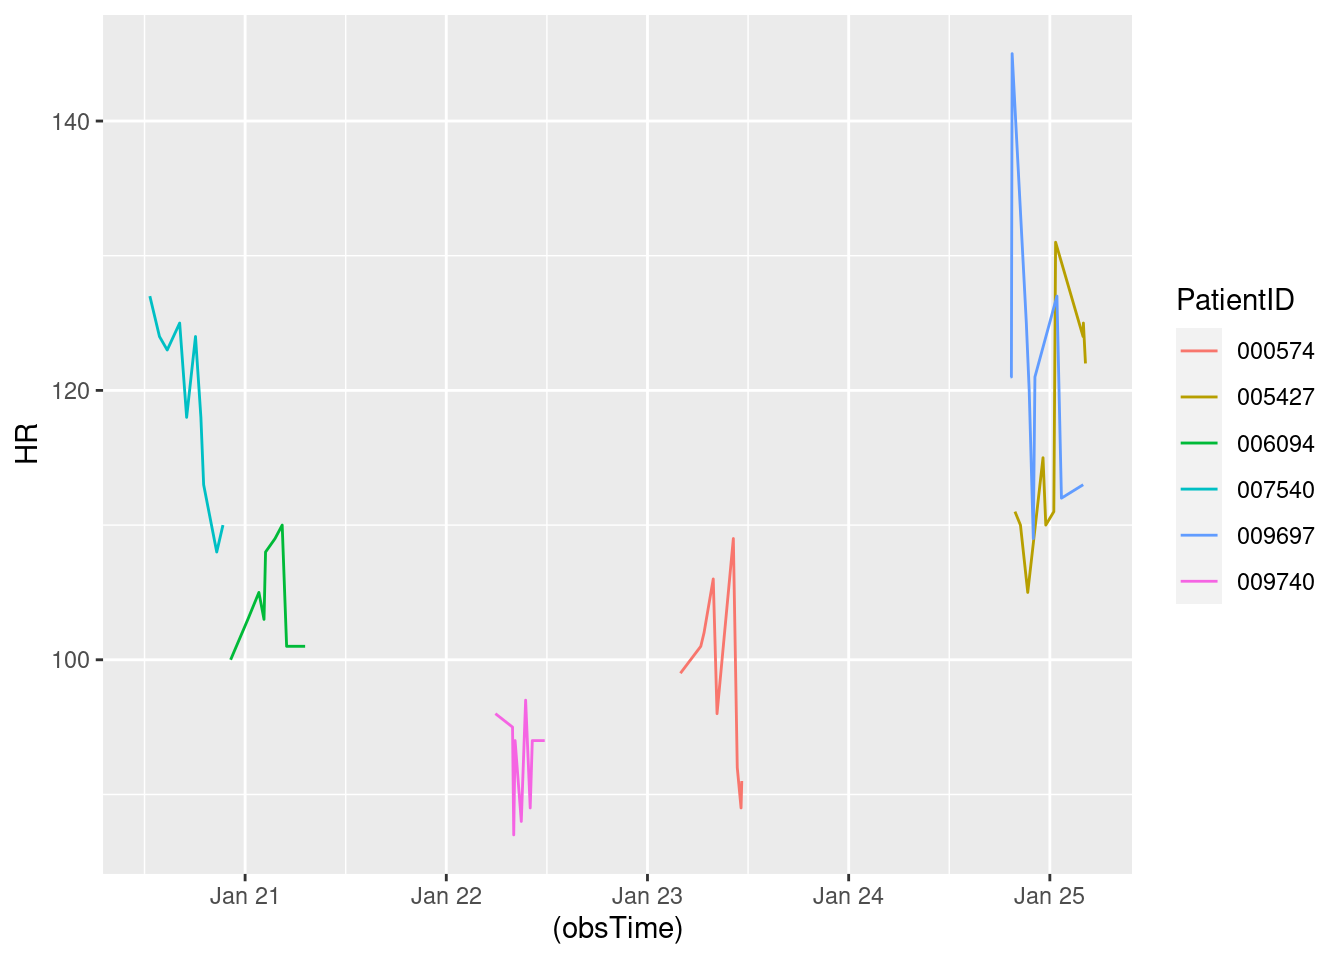 HR
140
120
100
Jan 21
Jan 22
Jan 23
Jan 24
Jan 25
(obsTime)
PatientID
000574
005427
006094
007540
009697
009740